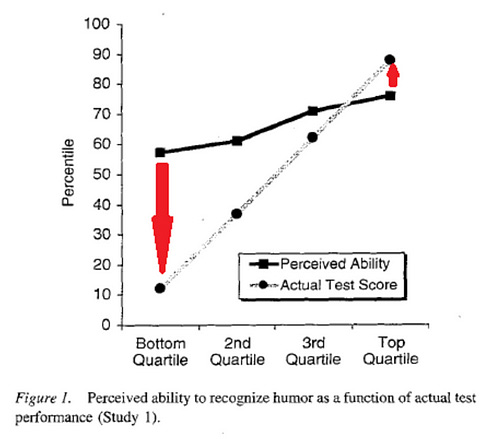 100
90
80
70
60
50
40
30
20
10
0
Percentile
Perceived Ability
Actual Test Score
Bottom Quartile
2nd Quartile
3rd Quartile
Top Quartile
Figure 1. Perceived ability to recognize humor as a function of actual test
performance (Study 1).